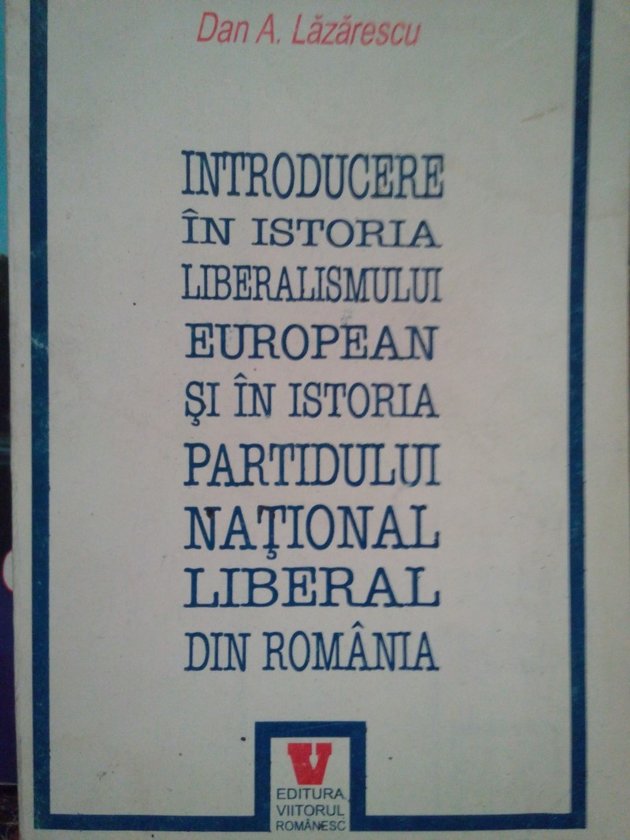 Dan A. Lăzărescu
INTRODUCERE
ÎN ISTORIA
LIBERALISMULUI
EUROPEAN
ŞI ÎN ISTORIA
PARTIDULUI
NAŢIONAL
LIBERAL
DIN ROMÂNIA
V
EDITURA
VIITORUL
ROMÂNESC